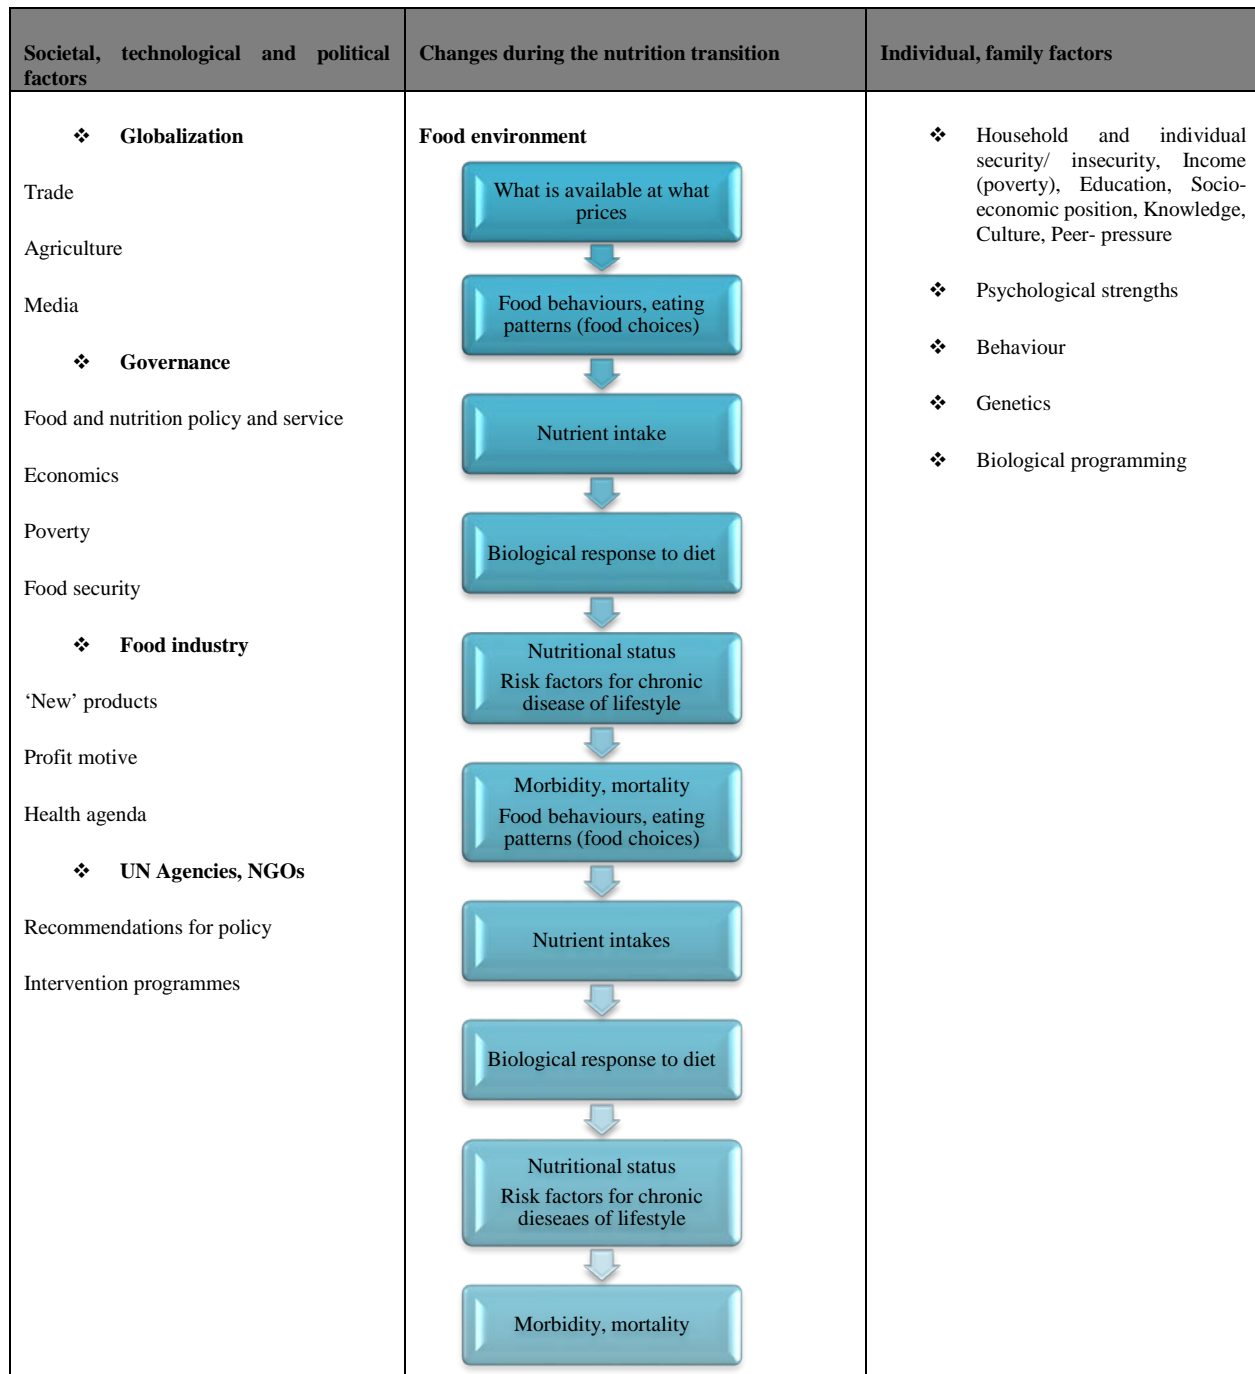 Societal, technological and political
factors
Changes during the nutrition transition
Individual, family factors
❖ Globalization
Trade
Agriculture
Media
❖ Governance
Food and nutrition policy and service
Economics
Poverty
Food security
❖ Food industry
‘New’ products
Profit motive
Health agenda
❖ UN Agencies, NGOs
Recommendations for policy
Intervention programmes
Food environment
What is available at what
prices
Food behaviours, eating
patterns (food choices)
Nutrient intake
Biological response to diet
Nutritional status
Risk factors for chronic
disease of lifestyle
Morbidity, mortality
Food behaviours, eating
patterns (food choices)
Nutrient intakes
Biological response to diet
Nutritional status
Risk factors for chronic
dieseaes of lifestyle
Morbidity, mortality
❖ Household and individual
security/ insecurity, Income
(poverty), Education, Socio-
economic position, Knowledge,
Culture, Peer- pressure
❖ Psychological strengths
❖ Behaviour
❖ Genetics
❖ Biological programming